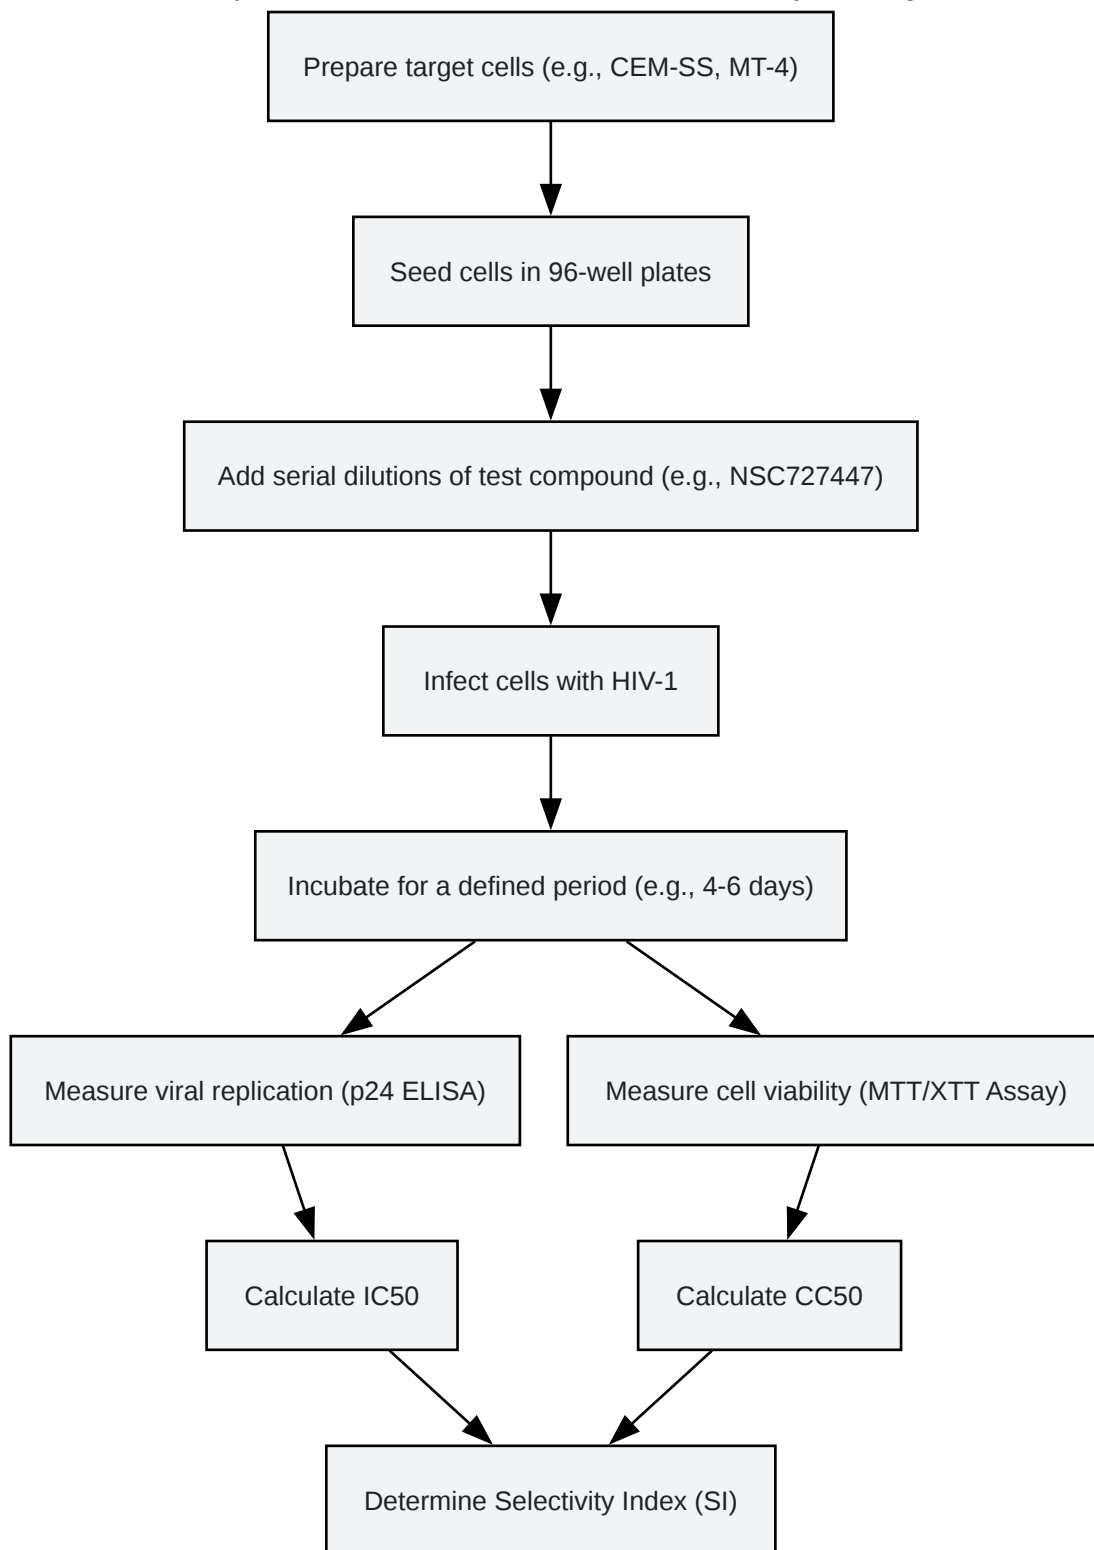 Prepare target cells (e.g., CEM-SS, MT-4)
Seed cells in 96-well plates
Add serial dilutions of test compound (e.g., NSC727447)
Infect cells with HIV-1
Incubate for a defined period (e.g., 4-6 days)
Measure viral replication (p24 ELISA)
Measure cell viability (MTT/XTT Assay)
Calculate IC50
Calculate CC50
Determine Selectivity Index (SI)